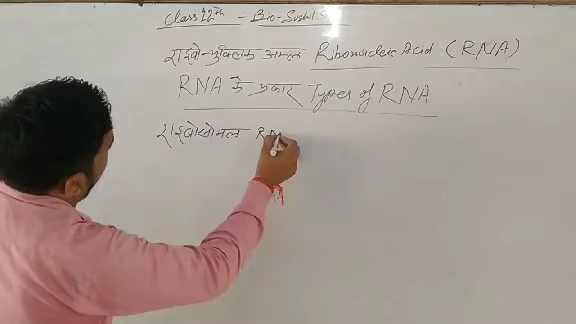 Class 12th - Bio - Sushil S
राइबो-न्युक्लिक अम्ल Ribonucleic Acid (RNA)
RNA के प्रकार Types of RNA
राइबोसोमल RN